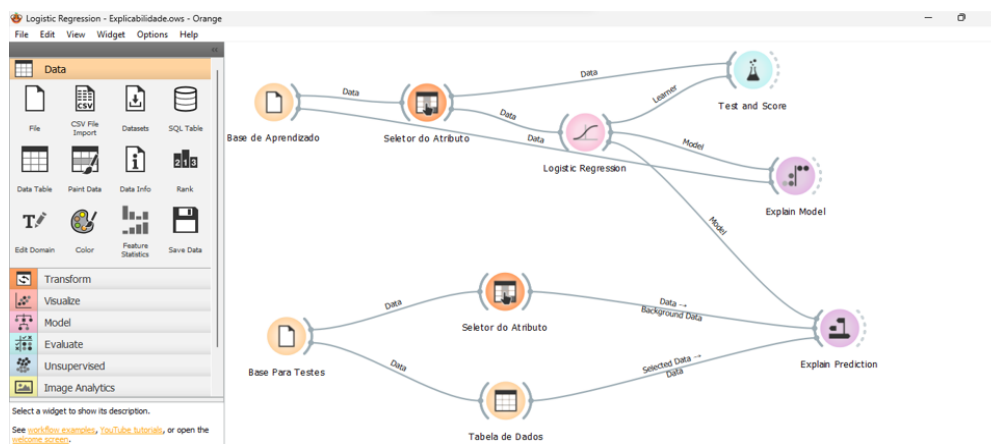 Logistic Regression - Explicabilidade.ows - Orange
File Edit View Widget Options Help
Data
File
CSV File
Import
Datasets
SQL Table
Data Table
Paint Data
Data Info
Rank
Edit Domain
Color
Feature
Statistics
Save Data
Transform
Visualize
Model
Evaluate
Unsupervised
Image Analytics
Select a widget to show its description.
See workflow examples, YouTube tutorials, or open the
welcome screen.
Base de Aprendizado
Data
Seletor do Atributo
Data
Data
Data
Learner
Test and Score
Logistic Regression
Model
Explain Model
Model
Base Para Testes
Data
Data
Seletor do Atributo
Data →
Background Data
Tabela de Dados
Selected Data →
Data
Explain Prediction